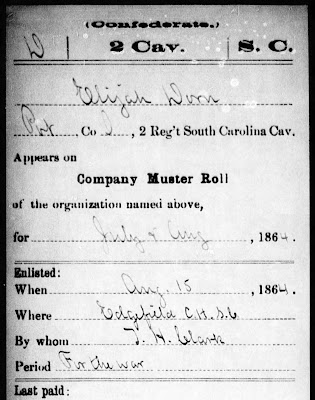 (Confederate.)
D 2 Cav. S. C.
Elijah Dorn
Pvt, Co. , 2 Reg't South Carolina Cav.
Appears on
Company Muster Roll
of the organization named above,
for July & Aug, 1864.
Enlisted:
When Aug. 15, 1864.
Where Edgefield C.H. S.C
By whom T. H. Clark
Period For the war
Last paid: